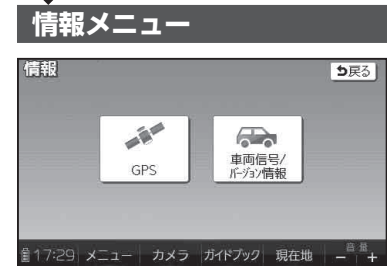 情報メニュー
情報
戻る
GPS
車両信号/
バージョン情報
17:29 メニュー カメラ ガイドブック 現在地 音量
− +